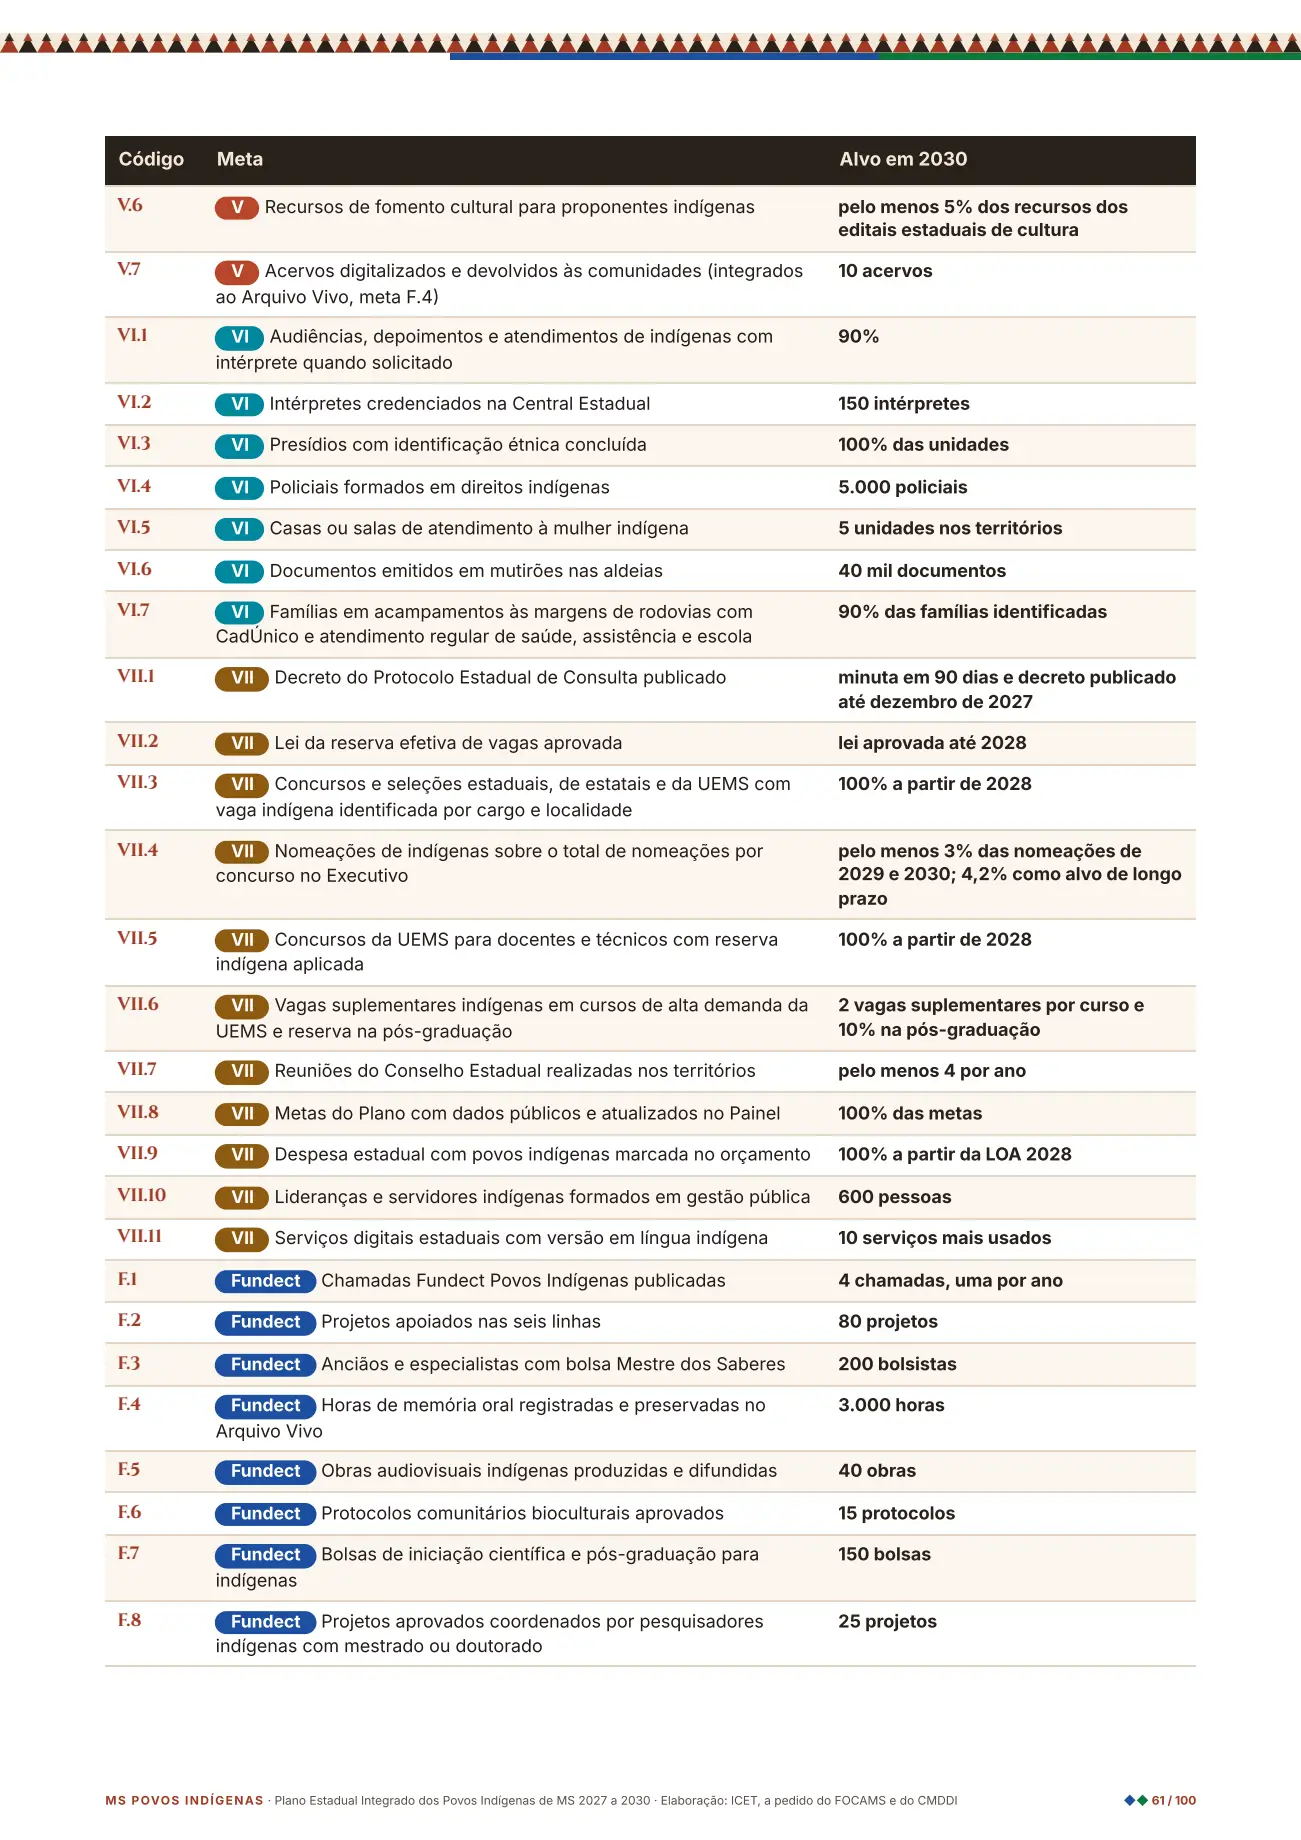 Código Meta Alvo em 2030
V.6 V Recursos de fomento cultural para proponentes indígenas pelo menos 5% dos recursos dos
editais estaduais de cultura
V.7 V Acervos digitalizados e devolvidos às comunidades (integrados 10 acervos
ao Arquivo Vivo, meta F.4)
VI.1 VI Audiências, depoimentos e atendimentos de indígenas com 90%
intérprete quando solicitado
VI.2 VI Intérpretes credenciados na Central Estadual 150 intérpretes
VI.3 VI Presídios com identificação étnica concluída 100% das unidades
VI.4 VI Policiais formados em direitos indígenas 5.000 policiais
VI.5 VI Casas ou salas de atendimento à mulher indígena 5 unidades nos territórios
VI.6 VI Documentos emitidos em mutirões nas aldeias 40 mil documentos
VI.7 VI Famílias em acampamentos às margens de rodovias com 90% das famílias identificadas
CadÚnico e atendimento regular de saúde, assistência e escola
VII.1 VII Decreto do Protocolo Estadual de Consulta publicado minuta em 90 dias e decreto publicado
até dezembro de 2027
VII.2 VII Lei da reserva efetiva de vagas aprovada lei aprovada até 2028
VII.3 VII Concursos e seleções estaduais, de estatais e da UEMS com 100% a partir de 2028
vaga indígena identificada por cargo e localidade
VII.4 VII Nomeações de indígenas sobre o total de nomeações por pelo menos 3% das nomeações de
concurso no Executivo 2029 e 2030; 4,2% como alvo de longo
prazo
VII.5 VII Concursos da UEMS para docentes e técnicos com reserva 100% a partir de 2028
indígena aplicada
VII.6 VII Vagas suplementares indígenas em cursos de alta demanda da 2 vagas suplementares por curso e
UEMS e reserva na pós-graduação 10% na pós-graduação
VII.7 VII Reuniões do Conselho Estadual realizadas nos territórios pelo menos 4 por ano
VII.8 VII Metas do Plano com dados públicos e atualizados no Painel 100% das metas
VII.9 VII Despesa estadual com povos indígenas marcada no orçamento 100% a partir da LOA 2028
VII.10 VII Lideranças e servidores indígenas formados em gestão pública 600 pessoas
VII.11 VII Serviços digitais estaduais com versão em língua indígena 10 serviços mais usados
F.1 Fundect Chamadas Fundect Povos Indígenas publicadas 4 chamadas, uma por ano
F.2 Fundect Projetos apoiados nas seis linhas 80 projetos
F.3 Fundect Anciãos e especialistas com bolsa Mestre dos Saberes 200 bolsistas
F.4 Fundect Horas de memória oral registradas e preservadas no 3.000 horas
Arquivo Vivo
F.5 Fundect Obras audiovisuais indígenas produzidas e difundidas 40 obras
F.6 Fundect Protocolos comunitários bioculturais aprovados 15 protocolos
F.7 Fundect Bolsas de iniciação científica e pós-graduação para 150 bolsas
indígenas
F.8 Fundect Projetos aprovados coordenados por pesquisadores 25 projetos
indígenas com mestrado ou doutorado
MS POVOS INDÍGENAS · Plano Estadual Integrado dos Povos Indígenas de MS 2027 a 2030 · Elaboração: ICET, a pedido do FOCAMS e do CMDDI 61 / 100